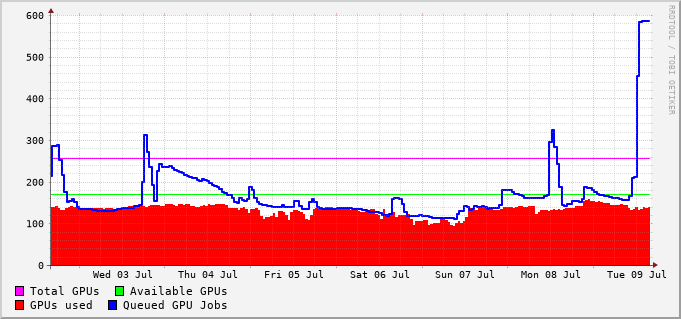 600
500
400
300
200
100
0
Wed 03 Jul Thu 04 Jul Fri 05 Jul Sat 06 Jul Sun 07 Jul Mon 08 Jul Tue 09 Jul
Total GPUs Available GPUs
GPUs used Queued GPU Jobs
RRDTOOL / TOBI OETIKER